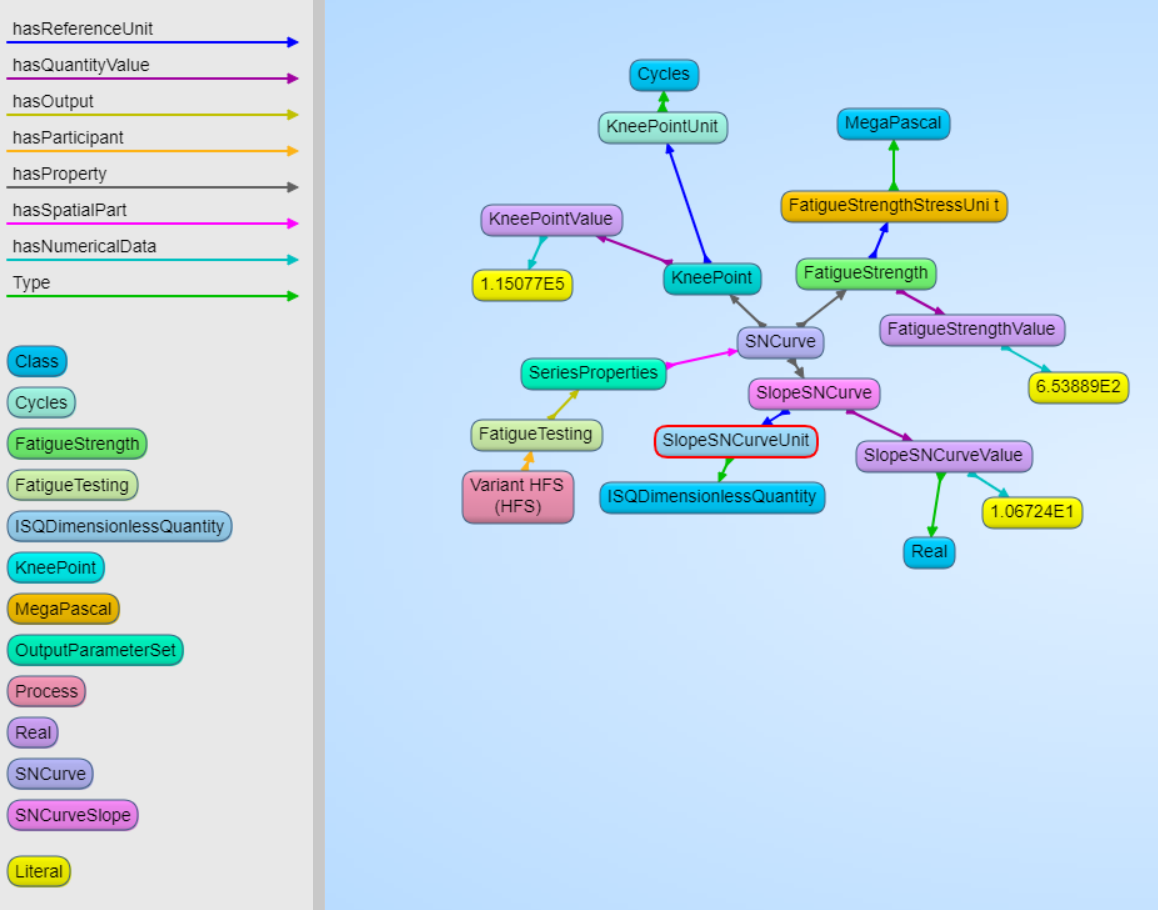 hasReferenceUnit
hasQuantityValue
hasOutput
hasParticipant
hasProperty
hasSpatialPart
hasNumericalData
Type
Class
Cycles
FatigueStrength
FatigueTesting
ISQDimensionlessQuantity
KneePoint
MegaPascal
OutputParameterSet
Process
Real
SNCurve
SNCurveSlope
Literal
Cycles
KneePointUnit
MegaPascal
FatigueStrengthStressUni t
KneePointValue
1.15077E5
KneePoint
FatigueStrength
FatigueStrengthValue
6.53889E2
SNCurve
SeriesProperties
SlopeSNCurve
FatigueTesting
SlopeSNCurveUnit
SlopeSNCurveValue
Variant HFS
(HFS)
ISQDimensionlessQuantity
1.06724E1
Real